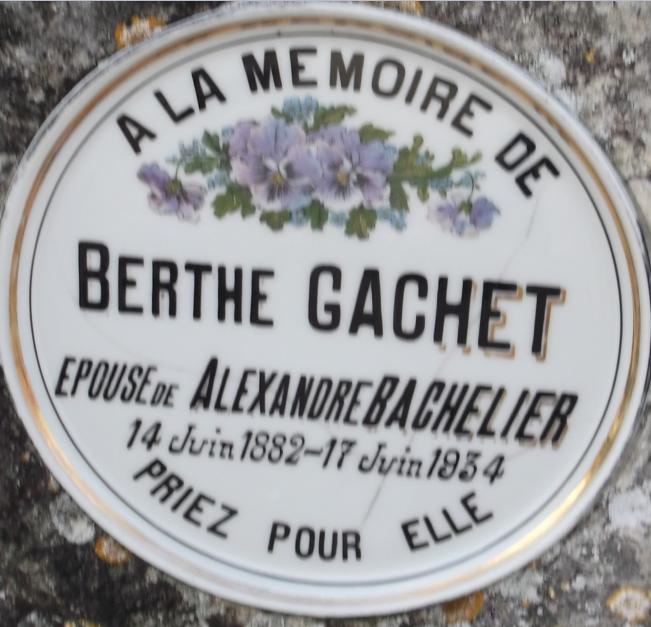 A LA MEMOIRE DE
BERTHE GACHET
EPOUSE DE ALEXANDRE BACHELIER
14 Juin 1882-17 Juin 1934
PRIEZ POUR ELLE